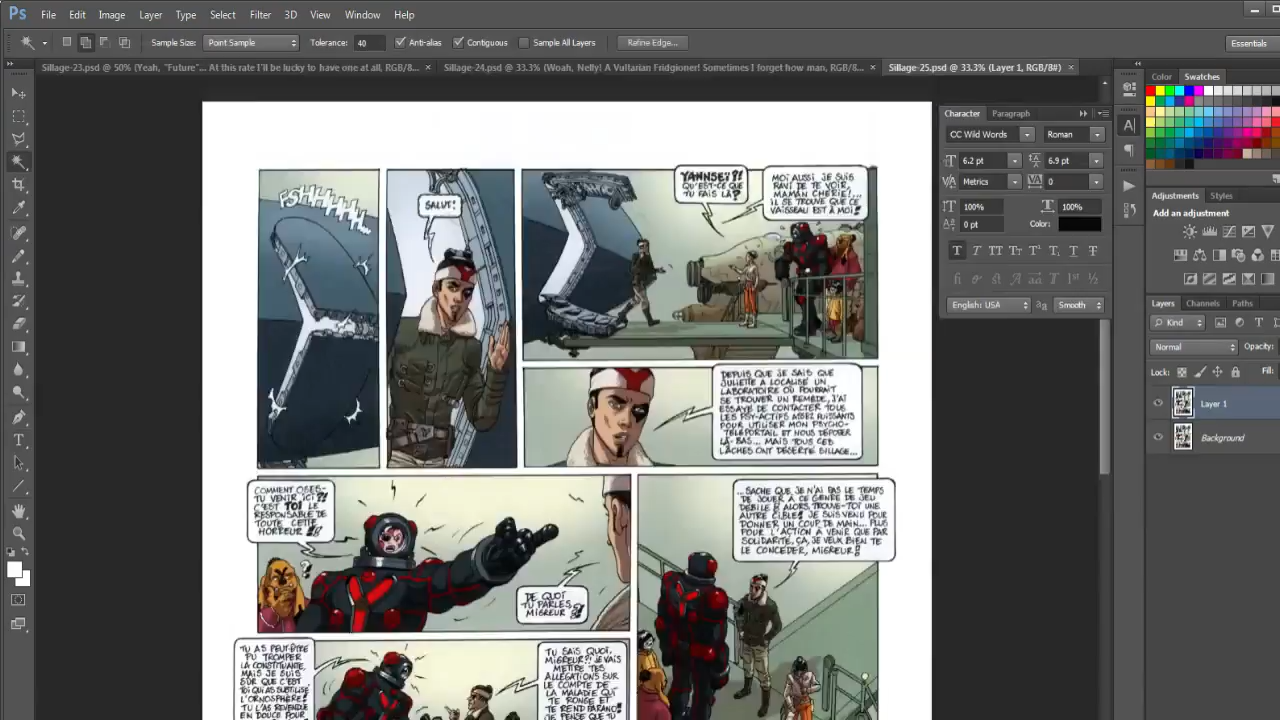 Ps File Edit Image Layer Type Select Filter 3D View Window Help
Sample Size: Point Sample Tolerance: 40 Anti-alias Contiguous Sample All Layers Refine Edge... Essentials
Sillage-23.psd @ 50% (Yeah, "Future"... At this rate I'll be lucky to have one at all, RGB/8... × Sillage-24.psd @ 33.3% (Woah, Nelly! A Vultarian Fridgioner! Sometimes I forget how man, RGB/8... × Sillage-25.psd @ 33.3% (Layer 1, RGB/8#) ×
Color Swatches
Character Paragraph
CC Wild Words Roman
6.2 pt 6.9 pt
Metrics 0
100% 100%
0 pt Color:
English: USA Smooth
Adjustments Styles
Add an adjustment
Layers Channels Paths
Kind
Normal Opacity:
Lock: Fill:
Layer 1
Background
PSHHHHHHH
SALUT!
YANNSE??!
QU'EST-CE QUE
TU FAIS LÀ?
MOI AUSSI JE SUIS
RAVI DE TE VOIR,
MAMAN CHÉRIE!...
IL SE TROUVE QUE CE
VAISSEAU EST À MOI!
DEPUIS QUE JE SAIS QUE
JULIETTE A LOCALISÉ UN
LABORATOIRE OÙ POURRAIT
SE TROUVER UN REMÈDE, J'AI
ESSAYÉ DE CONTACTER TOUS
LES PSY-ACTIFS ASSEZ PUISSANTS
POUR UTILISER MON PSYCHO-
TÉLÉPORTAIL ET NOUS DÉPOSER
LÀ-BAS... MAIS TOUS CES
LÂCHES ONT DÉSERTÉ SILLAGE...
COMMENT OSES-
TU VENIR ICI?!
C'EST TOI LE
RESPONSABLE DE
TOUTE CETTE
HORREUR!!
?
DE QUOI
TU PARLES,
MIGREUR?!
...SACHE QUE JE N'AI PAS LE TEMPS
DE JOUER À CE GENRE DE JEU
DÉBILE! ALORS, TROUVE-TOI UNE
AUTRE CIBLE! JE SUIS VENU POUR
DONNER UN COUP DE MAIN... PLUS
POUR L'ACTION À VENIR QUE PAR
SOLIDARITÉ, ÇA, JE VEUX BIEN TE
LE CONCÉDER, MIGREUR!
TU AS PEUT-ÊTRE
PU TROMPER
LA CONSTITUANTE,
MAIS JE SUIS
SÛR QUE C'EST
TOI QUI AS SUBTILISÉ
L'ORNOSPHÈRE!
TU L'AS REVENDU
EN DOUCE POUR
TU SAIS QUOI,
MIGREUR?! JE VAIS
METTRE TES
ALLÉGATIONS SUR
LE COMPTE DE
LA MALADIE QUI
TE RONGE ET
TE REND PARANO!
JE PENSE QUE TU